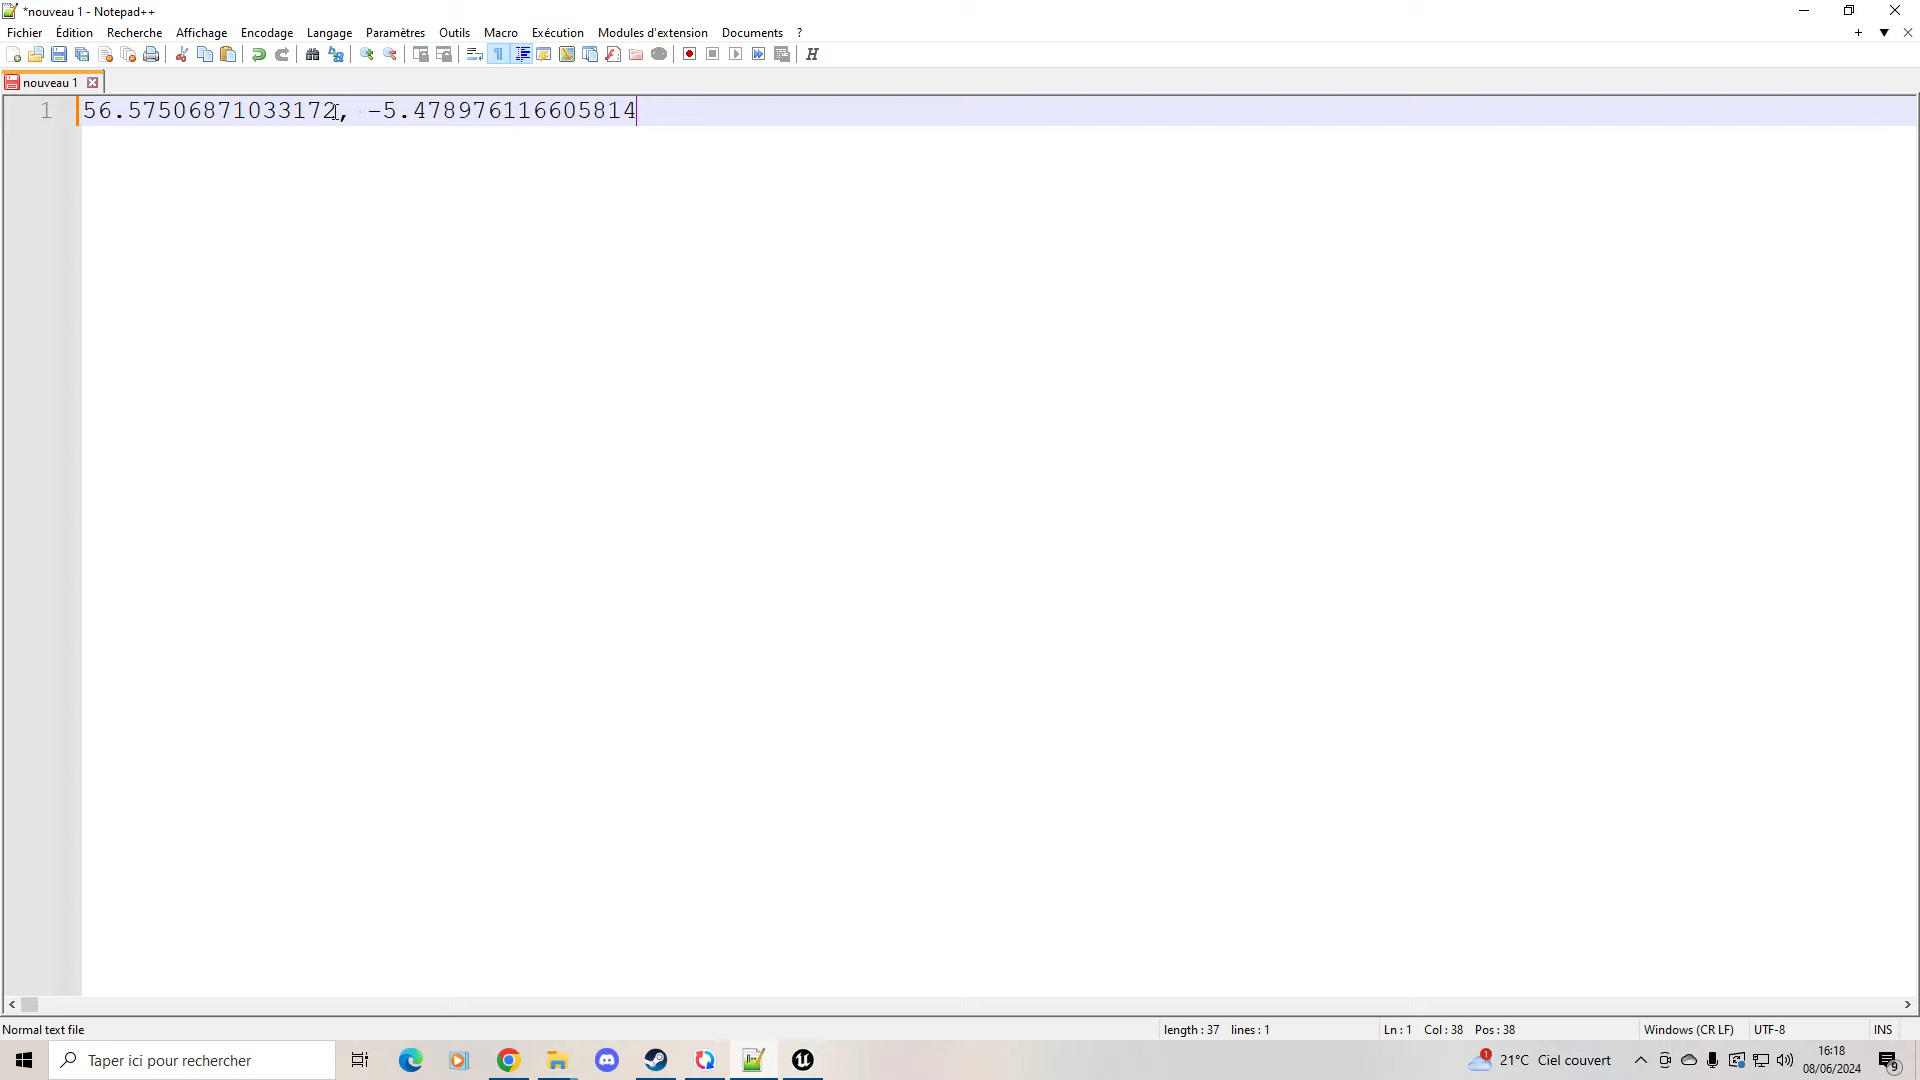 *nouveau 1 - Notepad++
Fichier Édition Recherche Affichage Encodage Langage Paramètres Outils Macro Exécution Modules d'extension Documents ?
nouveau 1
1 56.57506871033172, -5.478976116605814
Normal text file length : 37 lines : 1 Ln : 1 Col : 38 Pos : 38 Windows (CR LF) UTF-8 INS
Taper ici pour rechercher 1 21°C Ciel couvert 16:18
08/06/2024 9